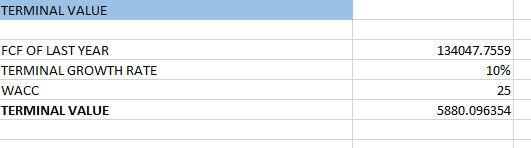 TERMINAL VALUE
FCF OF LAST YEAR 134047.7559
TERMINAL GROWTH RATE 10%
WACC 25
TERMINAL VALUE 5880.096354